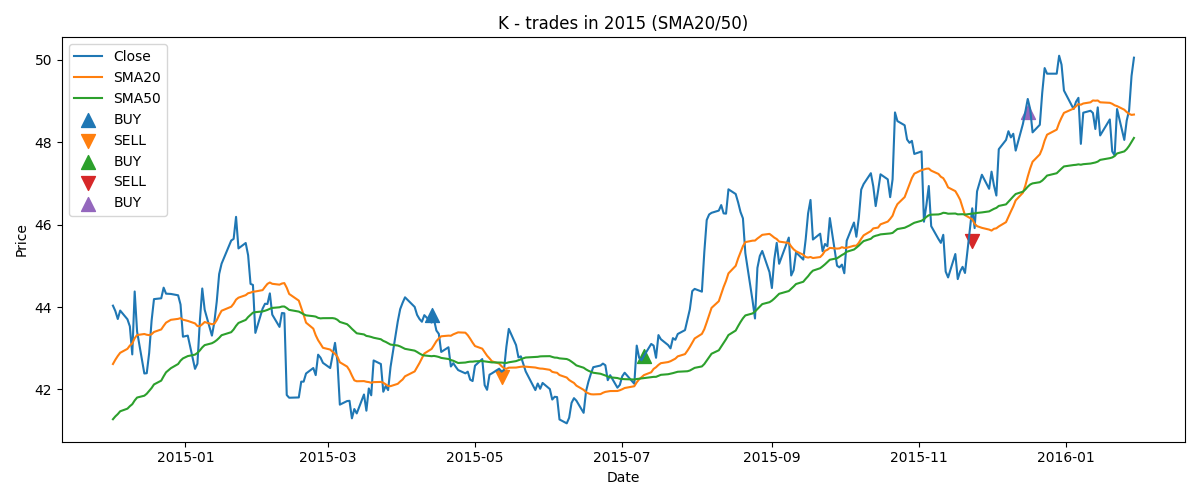 K - trades in 2015 (SMA20/50)
Close
SMA20
SMA50
BUY
SELL
BUY
SELL
BUY
Price
50
48
46
44
42
2015-01 2015-03 2015-05 2015-07 2015-09 2015-11 2016-01
Date